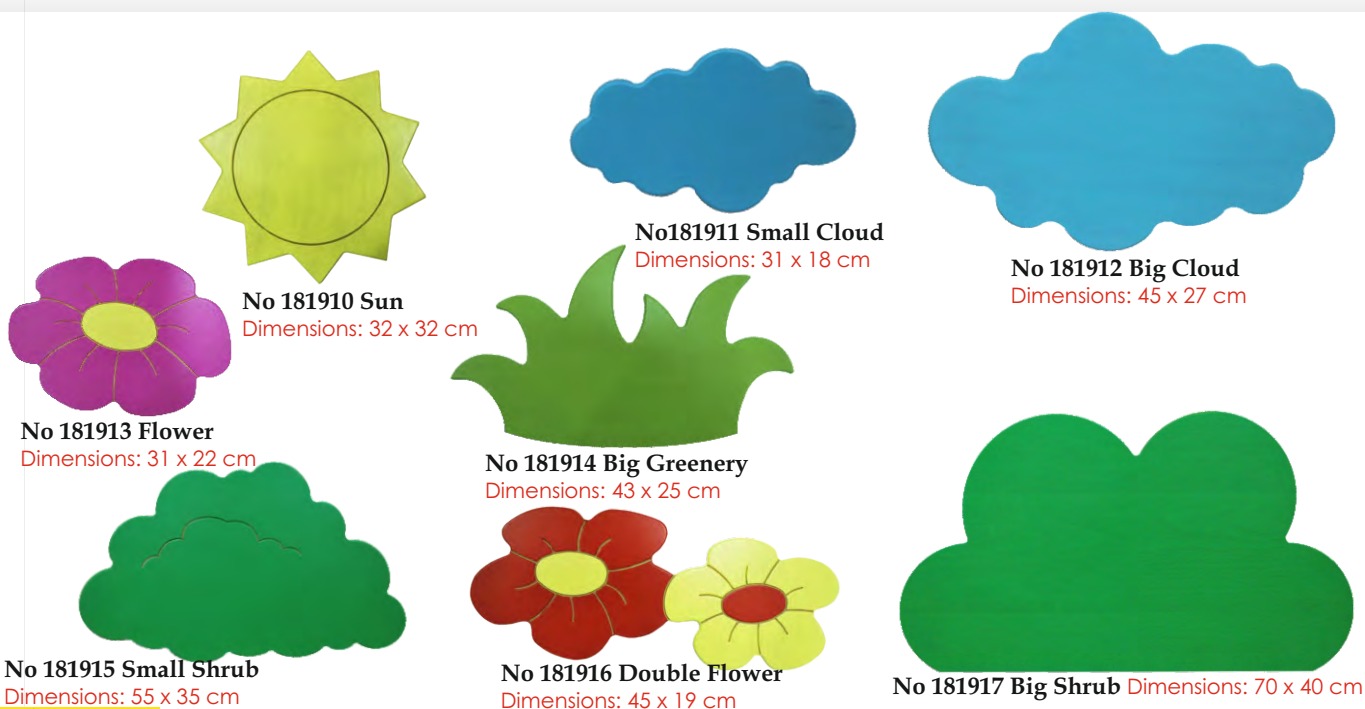 No181911 Small Cloud
Dimensions: 31 x 18 cm
No 181912 Big Cloud
Dimensions: 45 x 27 cm
No 181910 Sun
Dimensions: 32 x 32 cm
No 181913 Flower
Dimensions: 31 x 22 cm
No 181914 Big Greenery
Dimensions: 43 x 25 cm
No 181915 Small Shrub
Dimensions: 55 x 35 cm
No 181916 Double Flower
Dimensions: 45 x 19 cm
No 181917 Big Shrub Dimensions: 70 x 40 cm